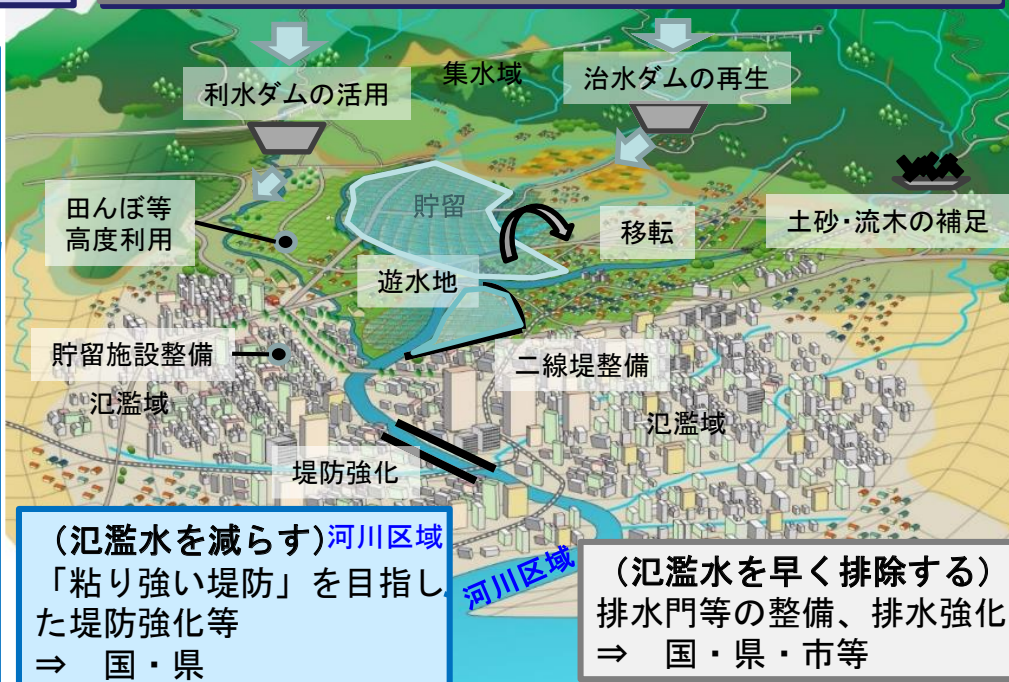 集水域
利水ダムの活用
治水ダムの再生
田んぼ等
高度利用
貯留
移転
土砂・流木の補足
遊水地
貯留施設整備
二線堤整備
氾濫域
氾濫域
堤防強化
（氾濫水を減らす）河川区域
「粘り強い堤防」を目指し
た堤防強化等
⇒　国・県
河川区域
（氾濫水を早く排除する）
排水門等の整備、排水強化
⇒　国・県・市等